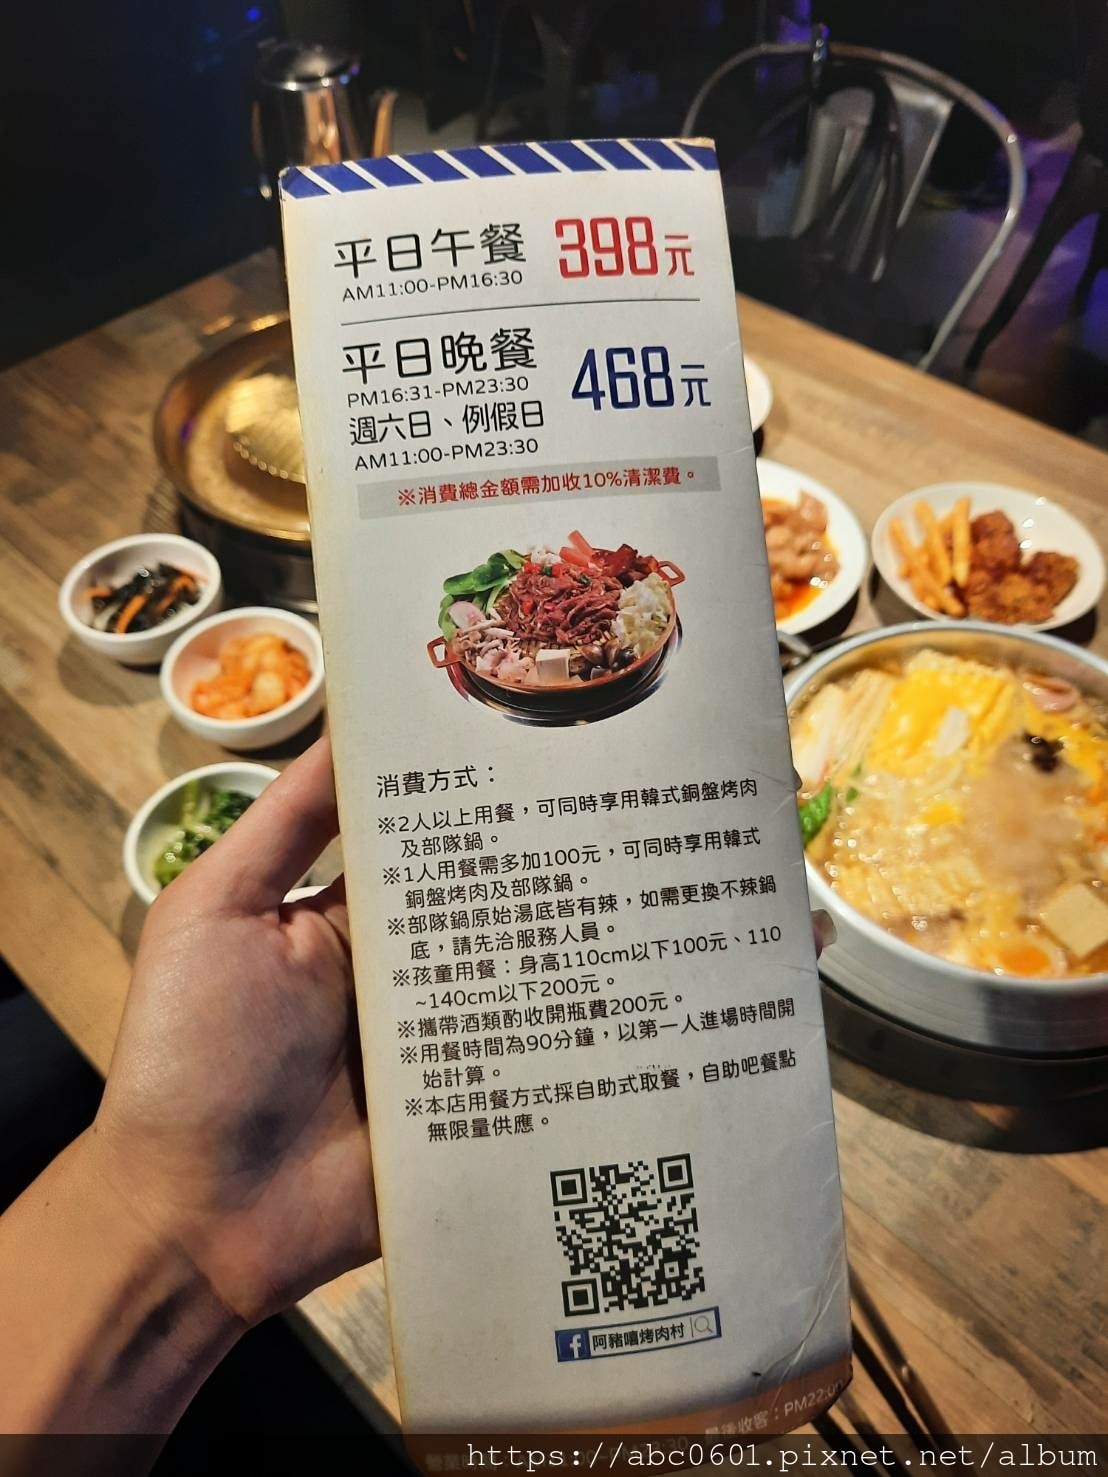 平日午餐 398元
AM11:00-PM16:30
平日晚餐 468元
PM16:31-PM23:30
週六日、例假日
AM11:00-PM23:30
※消費總金額需加收10%清潔費。
消費方式：
※2人以上用餐，可同時享用韓式銅盤烤肉
及部隊鍋。
※1人用餐需多加100元，可同時享用韓式
銅盤烤肉及部隊鍋。
※部隊鍋原始湯底皆有辣，如需更換不辣鍋
底，請先洽服務人員。
※孩童用餐：身高110cm以下100元、110
~140cm以下200元。
※攜帶酒類酌收開瓶費200元。
※用餐時間為90分鐘，以第一人進場時間開
始計算。
※本店用餐方式採自助式取餐，自助吧餐點
無限量供應。
f 阿豬嘻烤肉村
最後收客：PM22:00
https://abc0601.pixnet.net/album